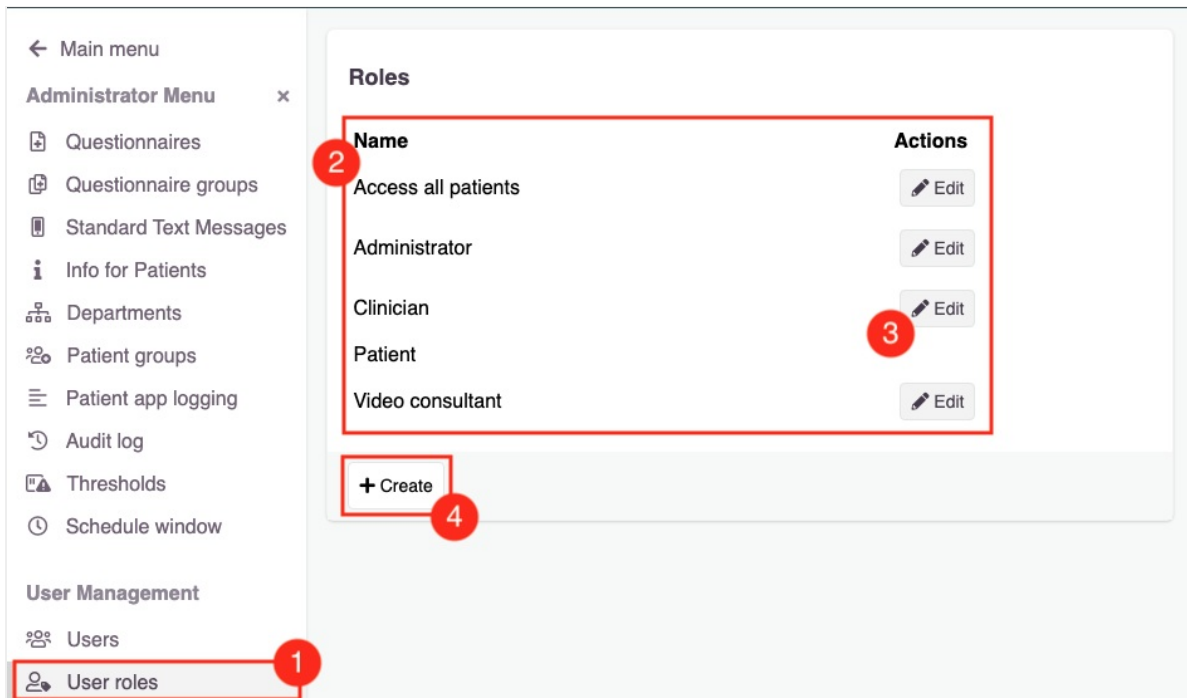 Main menu
Administrator Menu ×
Questionnaires
Questionnaire groups
Standard Text Messages
Info for Patients
Departments
Patient groups
Patient app logging
Audit log
Thresholds
Schedule window
User Management
Users
1
User roles
Roles
Name Actions
2
Access all patients Edit
Administrator Edit
Clinician Edit
3
Patient
Video consultant Edit
+ Create
4